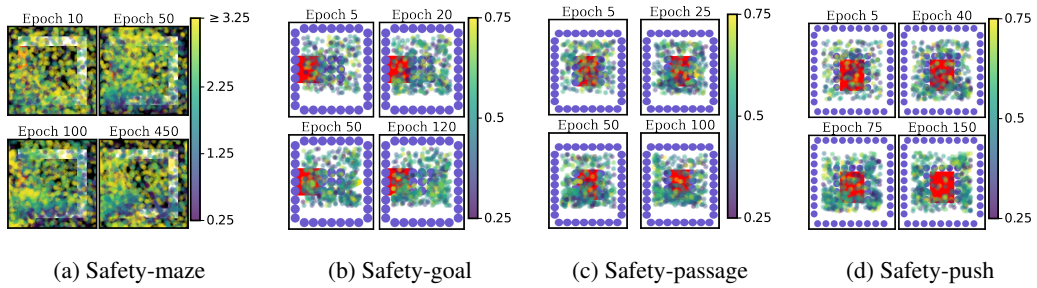 Epoch 10 Epoch 50
Epoch 100 Epoch 450
≥ 3.25
2.25
1.25
0.25
(a) Safety-maze
Epoch 5 Epoch 20
Epoch 50 Epoch 120
0.75
0.5
0.25
(b) Safety-goal
Epoch 5 Epoch 25
Epoch 50 Epoch 100
0.75
0.5
0.25
(c) Safety-passage
Epoch 5 Epoch 40
Epoch 75 Epoch 150
0.75
0.5
0.25
(d) Safety-push